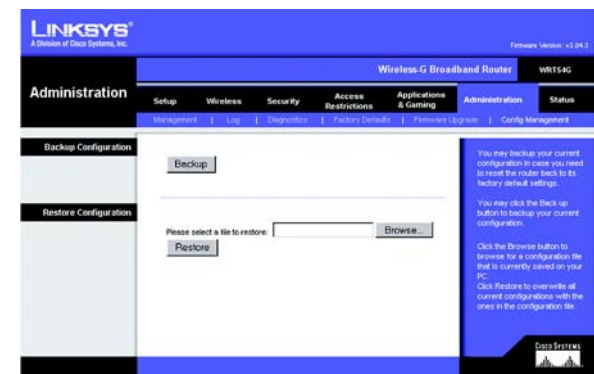 LINKSYS®
A Division of Cisco Systems, Inc.
Firmware Version: v2.04.3
Wireless-G Broadband Router WRT54G
Administration
Setup Wireless Security Access Restrictions Applications & Gaming Administration Status
Management | Log | Diagnostics | Factory Defaults | Firmware Upgrade | Config Management
Backup Configuration
Backup
You may backup your current
configuration in case you need
to reset the router back to its
factory default settings.
You may click the Back up
button to backup your current
configuration.
Restore Configuration
Please select a file to restore:
Browse...
Restore
Click the Browse button to
browse for a configuration file
that is currently saved on your
PC.
Click Restore to overwrite all
current configurations with the
ones in the configuration file.
CISCO SYSTEMS